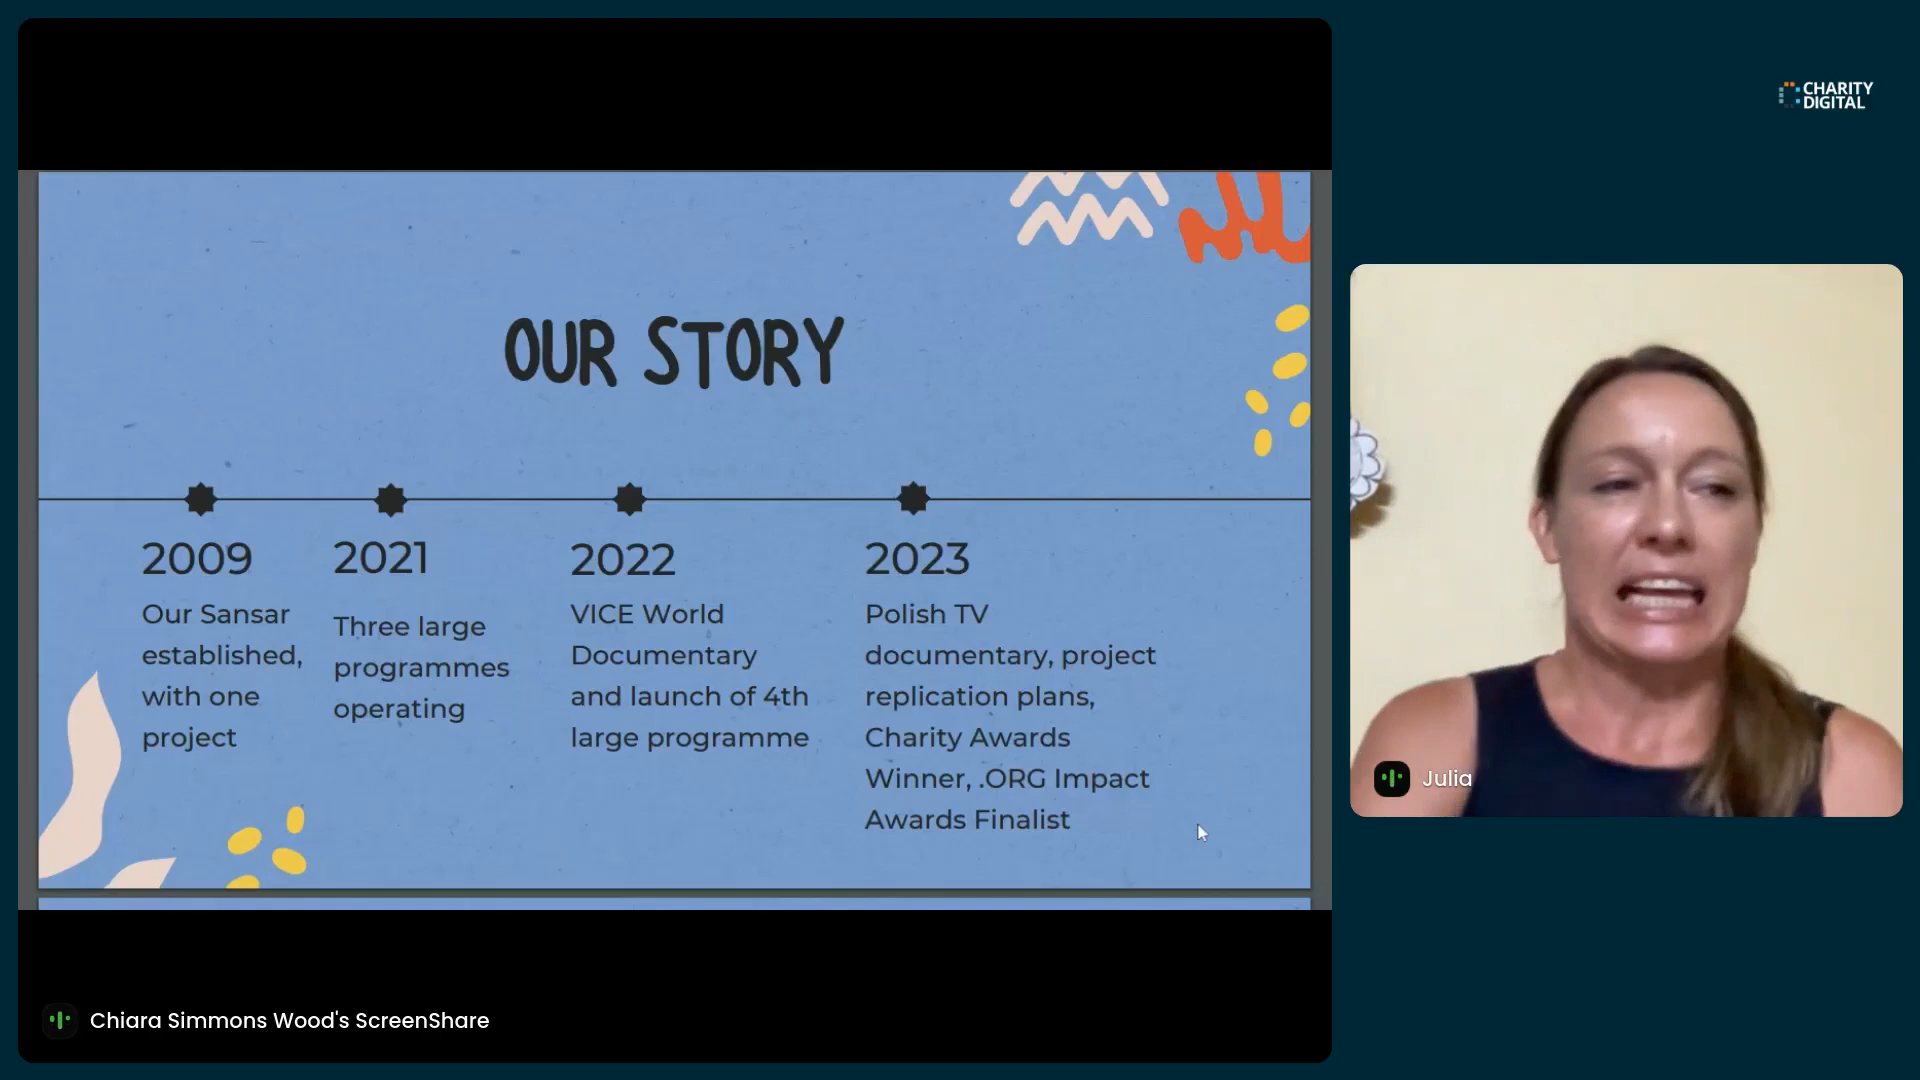 CHARITY
DIGITAL
OUR STORY
2009
Our Sansar
established,
with one
project
2021
Three large
programmes
operating
2022
VICE World
Documentary
and launch of 4th
large programme
2023
Polish TV
documentary, project
replication plans,
Charity Awards
Winner, .ORG Impact
Awards Finalist
Julia
Chiara Simmons Wood's ScreenShare